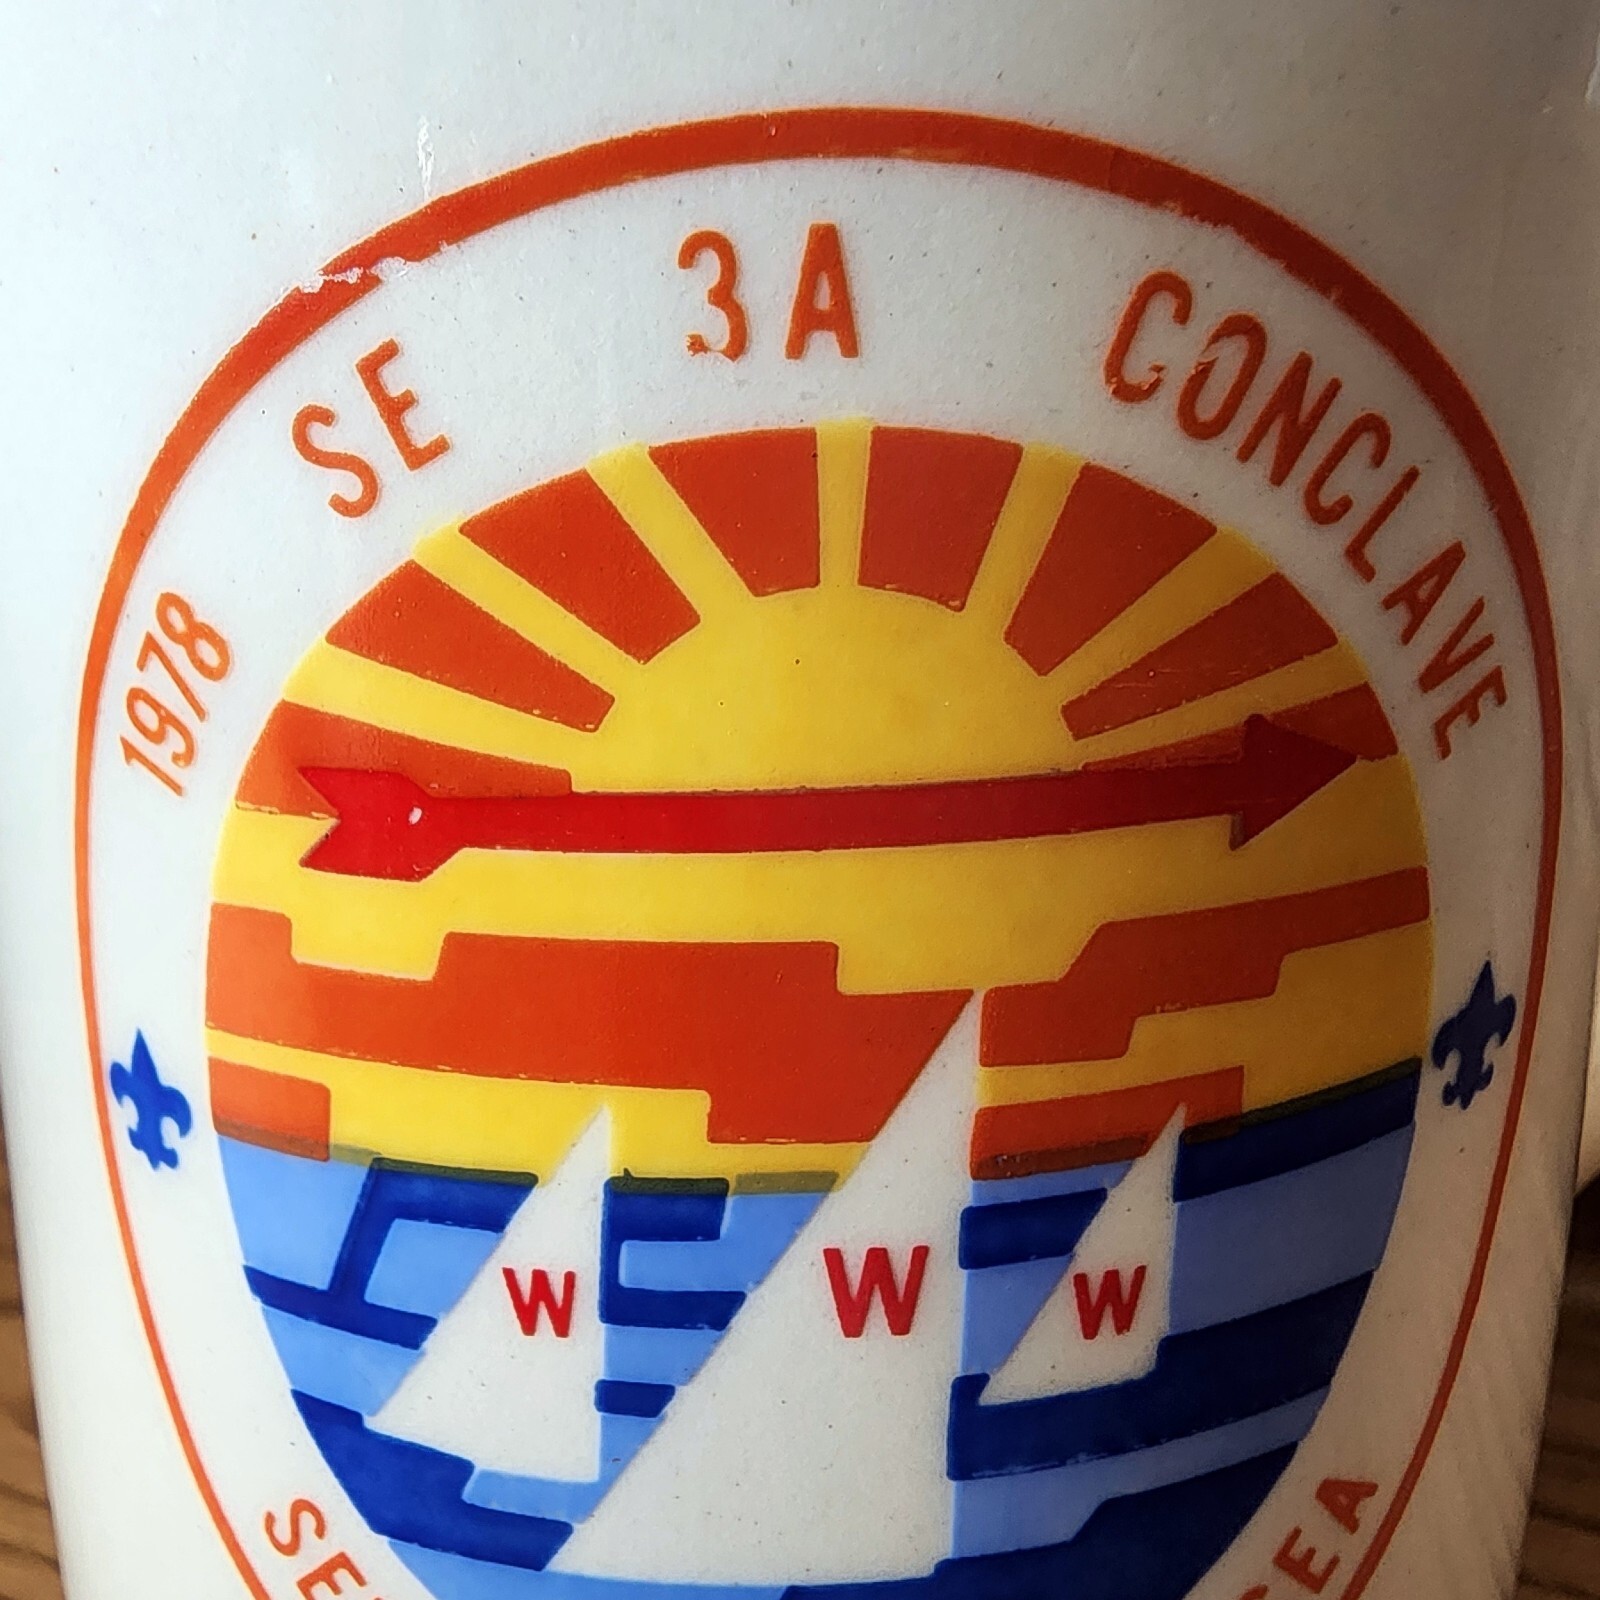 1978 SE 3A CONCLAVE
W W W